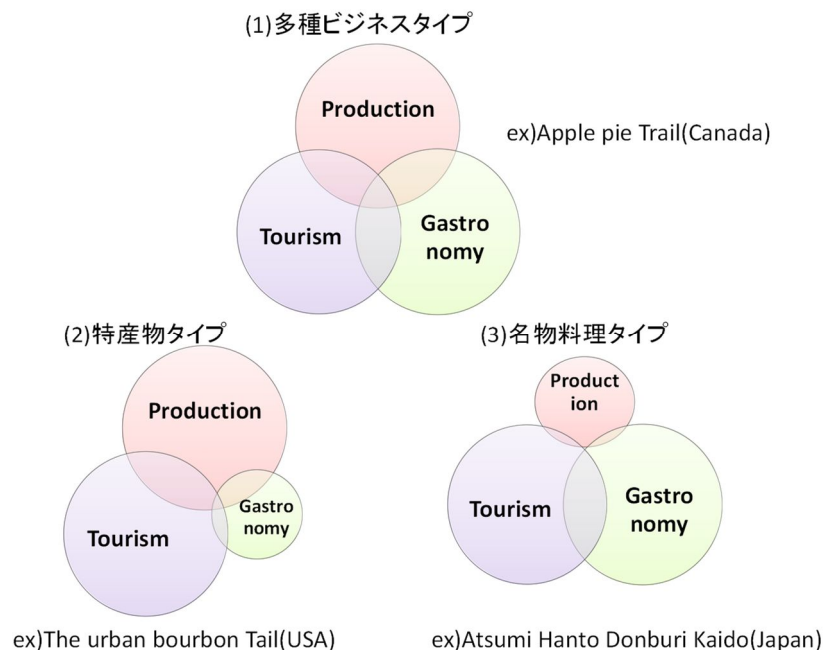 (1)多種ビジネスタイプ
Production
ex)Apple pie Trail(Canada)
Tourism
Gastro
nomy
(2)特産物タイプ
Production
Gastro
nomy
Tourism
ex)The urban bourbon Tail(USA)
(3)名物料理タイプ
Product
ion
Tourism
Gastro
nomy
ex)Atsumi Hanto Donburi Kaido(Japan)